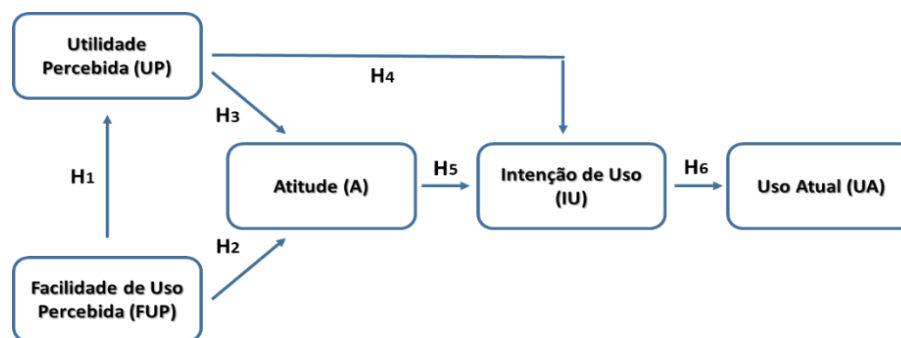 Utilidade
Percebida (UP)
H4
H3
H1
Atitude (A)
H5
Intenção de Uso
(IU)
H6
Uso Atual (UA)
H2
Facilidade de Uso
Percebida (FUP)